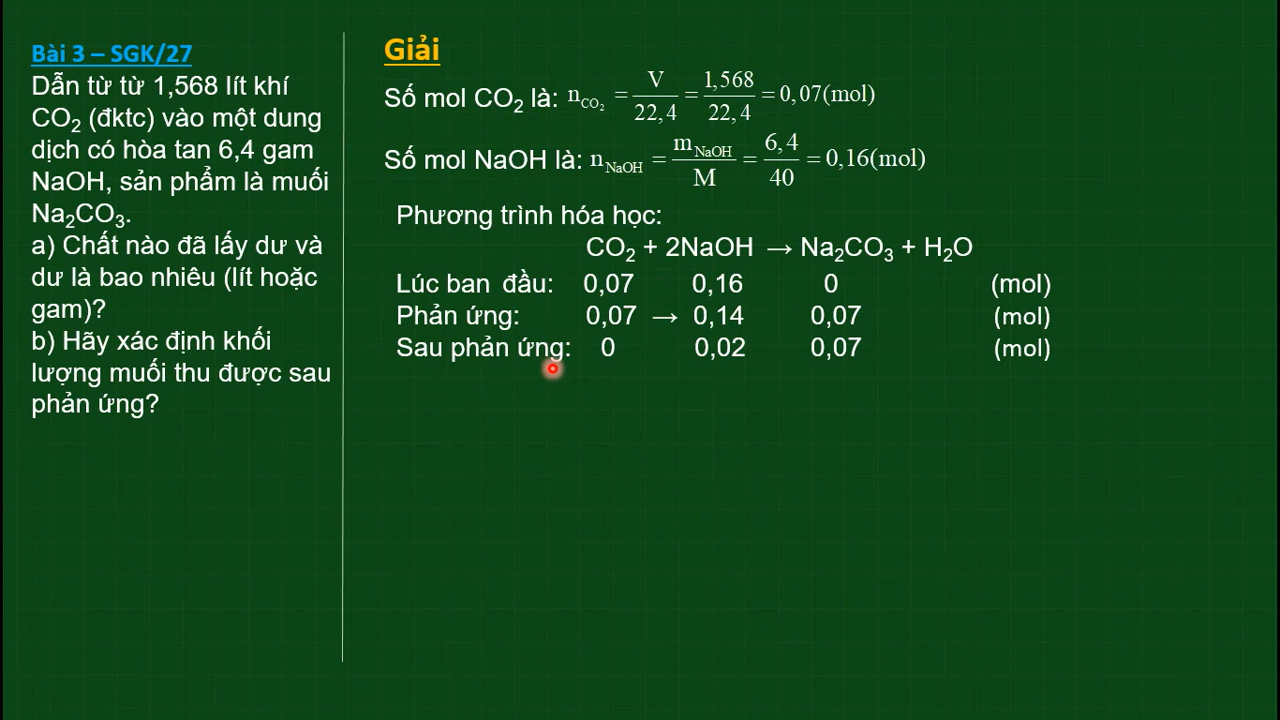 Bài 3 – SGK/27
Dẫn từ từ 1,568 lít khí
CO₂ (đktc) vào một dung
dịch có hòa tan 6,4 gam
NaOH, sản phẩm là muối
Na₂CO₃.
a) Chất nào đã lấy dư và
dư là bao nhiêu (lít hoặc
gam)?
b) Hãy xác định khối
lượng muối thu được sau
phản ứng?
Giải
Số mol CO₂ là: n_CO₂ = V/22,4 = 1,568/22,4 = 0,07(mol)
Số mol NaOH là: n_NaOH = m_NaOH/M = 6,4/40 = 0,16(mol)
Phương trình hóa học:
CO₂ + 2NaOH → Na₂CO₃ + H₂O
Lúc ban đầu: 0,07 0,16 0 (mol)
Phản ứng: 0,07 → 0,14 0,07 (mol)
Sau phản ứng: 0 0,02 0,07 (mol)